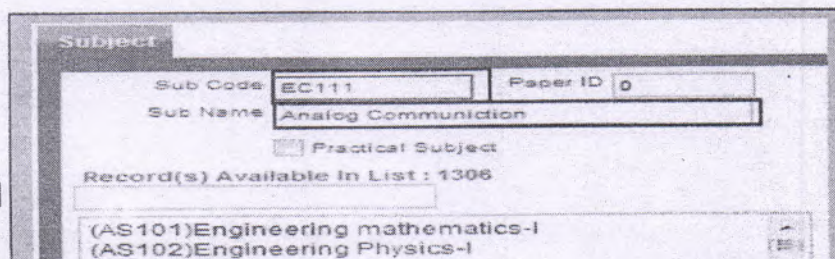 Subject
Sub Code EC111 Paper ID 0
Sub Name Analog Communiction
Practical Subject
Record(s) Available In List : 1306
(AS101)Engineering mathematics-I
(AS102)Engineering Physics-I